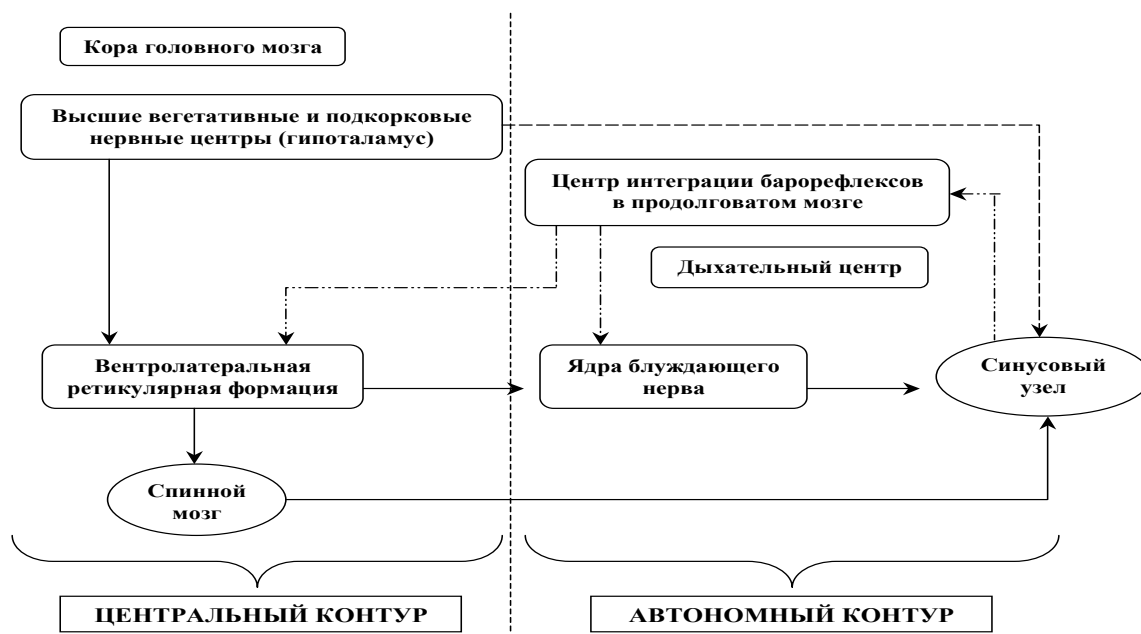 Кора головного мозга
Высшие вегетативные и подкорковые
нервные центры (гипоталамус)
Центр интеграции барорефлексов
в продолговатом мозге
Дыхательный центр
Вентролатеральная
ретикулярная формация
Ядра блуждающего
нерва
Синусовый
узел
Спинной
мозг
ЦЕНТРАЛЬНЫЙ КОНТУР
АВТОНОМНЫЙ КОНТУР